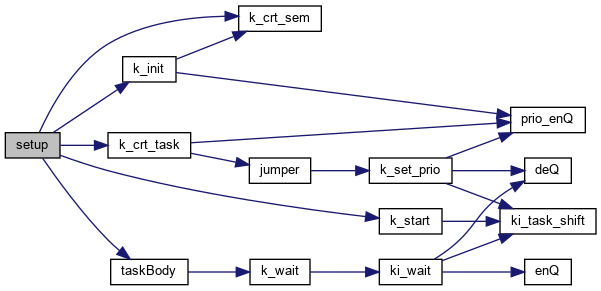 k_crt_sem
k_init
prio_enQ
setup
k_crt_task
jumper
k_set_prio
deQ
k_start
ki_task_shift
taskBody
k_wait
ki_wait
enQ